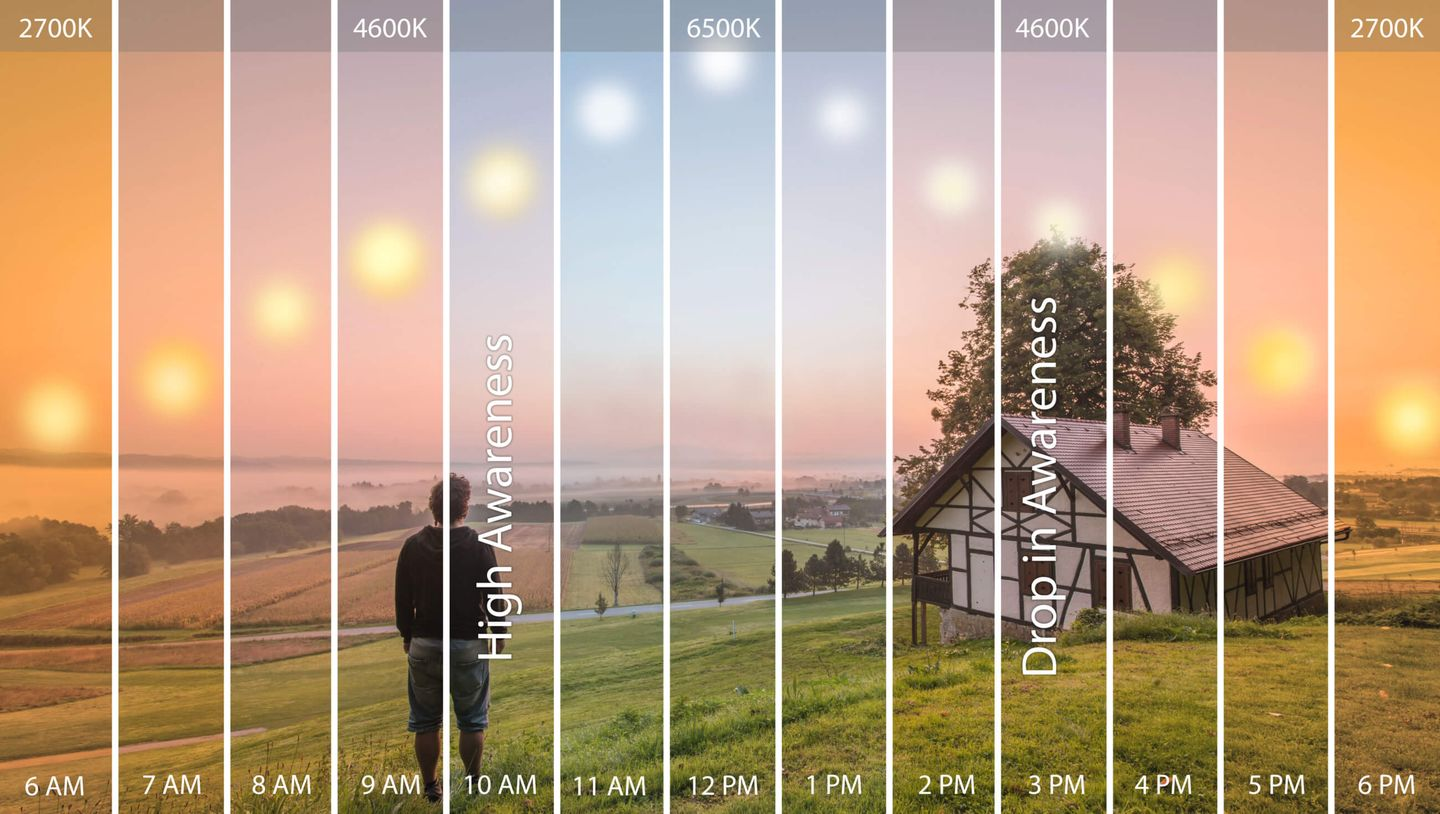 2700K
4600K
6500K
4600K
2700K
High Awareness
Drop in Awareness
6 AM
7 AM
8 AM
9 AM
10 AM
11 AM
12 PM
1 PM
2 PM
3 PM
4 PM
5 PM
6 PM